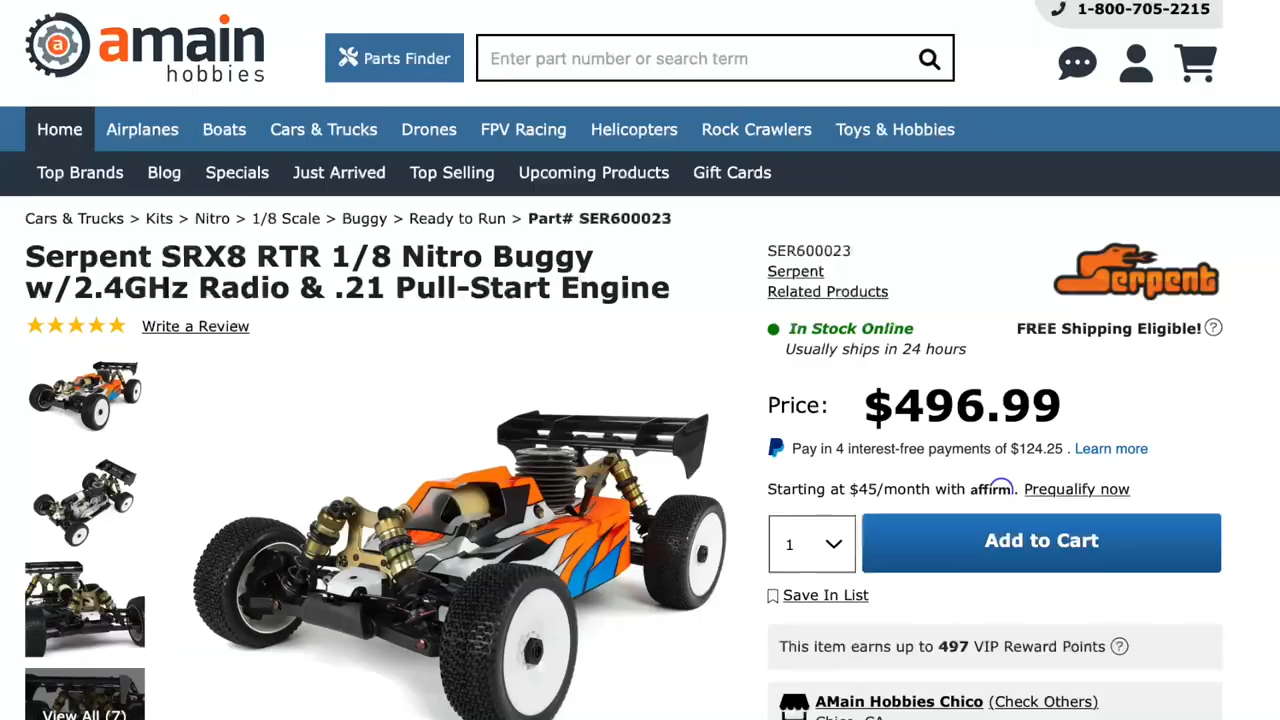 1-800-705-2215
a
amain
hobbies
Parts Finder
Enter part number or search term
Home
Airplanes
Boats
Cars & Trucks
Drones
FPV Racing
Helicopters
Rock Crawlers
Toys & Hobbies
Top Brands
Blog
Specials
Just Arrived
Top Selling
Upcoming Products
Gift Cards
Cars & Trucks > Kits > Nitro > 1/8 Scale > Buggy > Ready to Run > Part# SER600023
Serpent SRX8 RTR 1/8 Nitro Buggy
w/2.4GHz Radio & .21 Pull-Start Engine
Write a Review
View All (7)
SER600023
Serpent
Related Products
Serpent
In Stock Online
Usually ships in 24 hours
FREE Shipping Eligible! ?
Price: $496.99
Pay in 4 interest-free payments of $124.25 . Learn more
Starting at $45/month with affirm. Prequalify now
1
Add to Cart
Save In List
This item earns up to 497 VIP Reward Points ?
AMain Hobbies Chico (Check Others)
Chico, CA